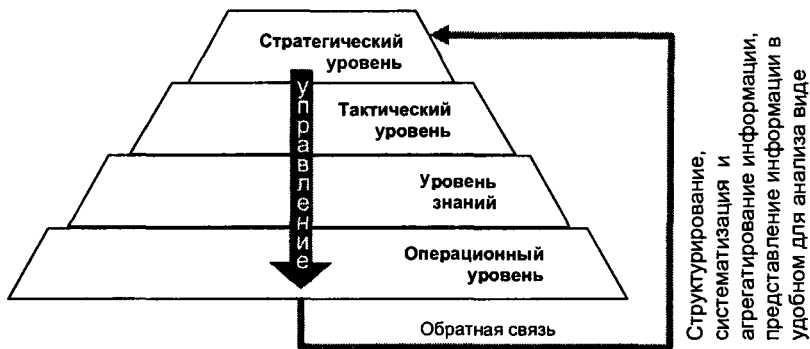 Стратегический
уровень
управление
Тактический
уровень
Уровень
знаний
Операционный
уровень
Обратная связь
Структурирование,
систематизация и
агрегатирование информации,
представление информации в
удобном для анализа виде